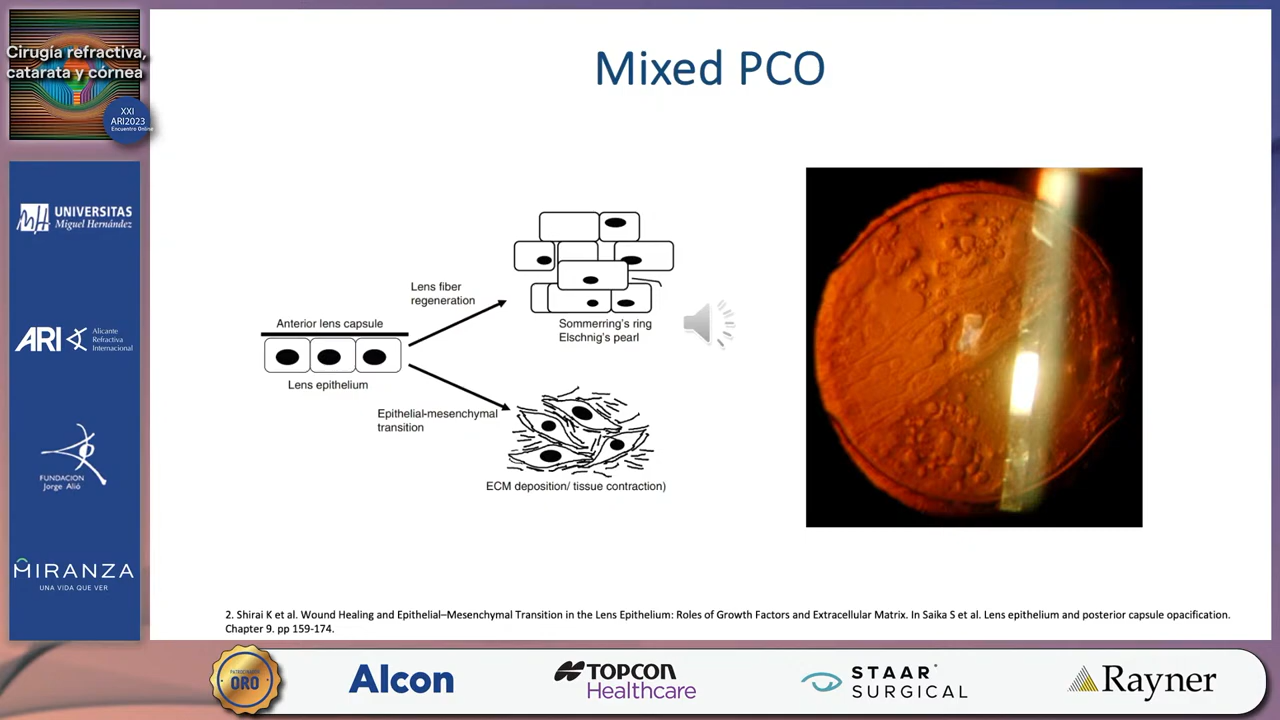 Cirugía refractiva,
catarata y córnea
XXI
ARI2023
Encuentro Online
UNIVERSITAS
Miguel Hernández
ARI
Alicante
Refractiva
Internacional
FUNDACION
Jorge Alió
MIRANZA
UNA VIDA QUE VER
Mixed PCO
Anterior lens capsule
Lens epithelium
Lens fiber
regeneration
Sommerring's ring
Elschnig's pearl
Epithelial-mesenchymal
transition
ECM deposition/ tissue contraction)
2. Shirai K et al. Wound Healing and Epithelial–Mesenchymal Transition in the Lens Epithelium: Roles of Growth Factors and Extracellular Matrix. In Saika S et al. Lens epithelium and posterior capsule opacification.
Chapter 9. pp 159-174.
ORO
Alcon
TOPCON
Healthcare
STAAR
SURGICAL
Rayner